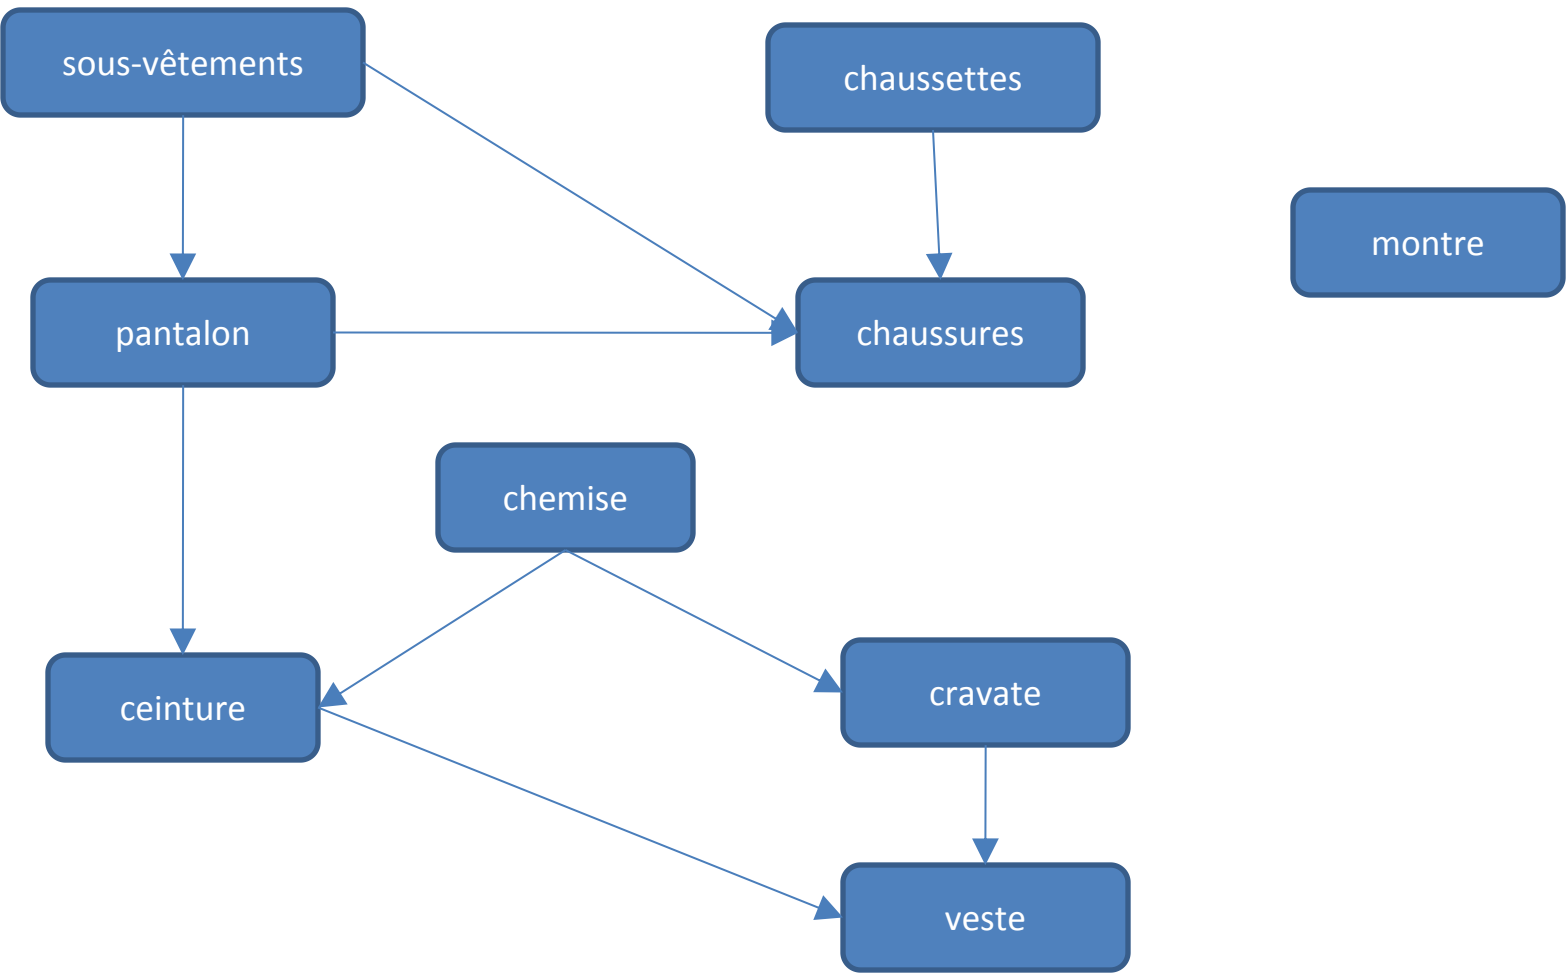 sous-vêtements
chaussettes
montre
pantalon
chaussures
chemise
ceinture
cravate
veste